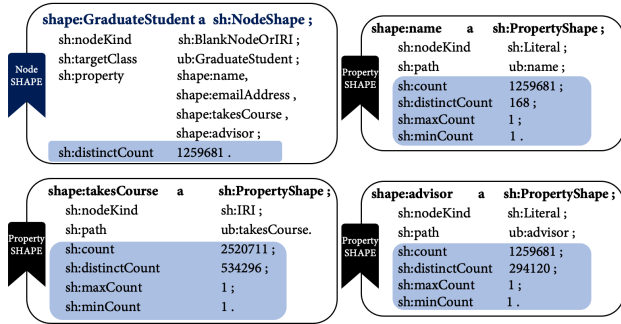 shape:GraduateStudent a sh:NodeShape ;
sh:nodeKind sh:BlankNodeOrIRI ;
sh:targetClass ub:GraduateStudent ;
sh:property shape:name,
shape:emailAddress ,
shape:takesCourse ,
shape:advisor ;
sh:distinctCount 1259681 .
Node
SHAPE
shape:name a sh:PropertyShape ;
sh:nodeKind sh:Literal ;
sh:path ub:name ;
sh:count 1259681 ;
sh:distinctCount 168 ;
sh:maxCount 1 ;
sh:minCount 1 .
Property
SHAPE
shape:takesCourse a sh:PropertyShape ;
sh:nodeKind sh:IRI ;
sh:path ub:takesCourse.
sh:count 2520711 ;
sh:distinctCount 534296 ;
sh:maxCount 1 ;
sh:minCount 1 .
Property
SHAPE
shape:advisor a sh:PropertyShape ;
sh:nodeKind sh:Literal ;
sh:path ub:advisor ;
sh:count 1259681 ;
sh:distinctCount 294120 ;
sh:maxCount 1 ;
sh:minCount 1 .
Property
SHAPE